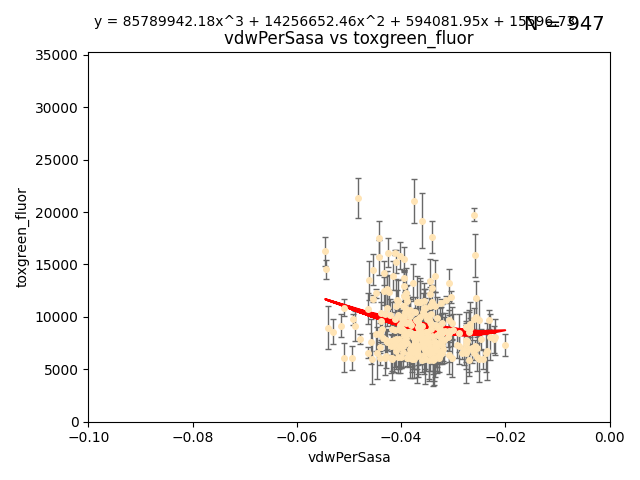 y = 85789942.18x^3 + 14256652.46x^2 + 594081.95x + 15596.73
N = 947
vdwPerSasa vs toxgreen_fluor
35000
30000
25000
20000
15000
10000
5000
0
toxgreen_fluor
−0.10 −0.08 −0.06 −0.04 −0.02 0.00
vdwPerSasa